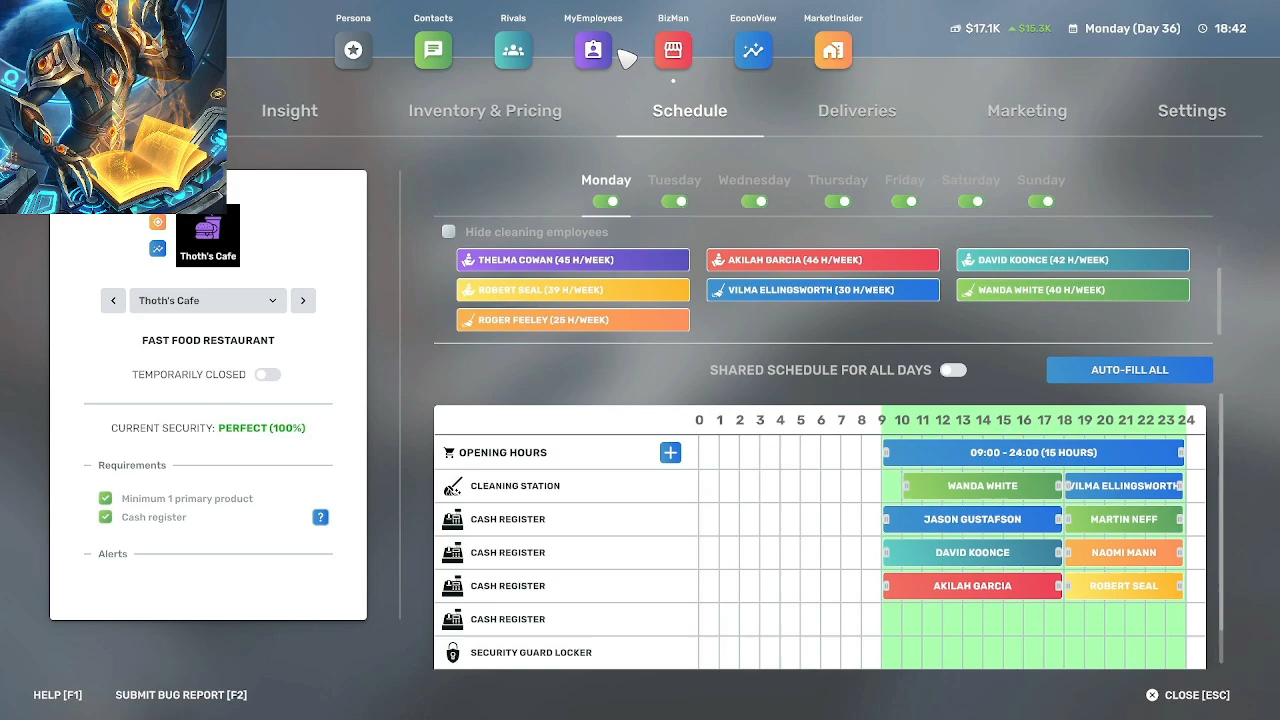 Persona Contacts Rivals MyEmployees BizMan EconoView MarketInsider
$17.1K $15.3K Monday (Day 36) 18:42
Insight Inventory & Pricing Schedule Deliveries Marketing Settings
Thoth's Cafe
Thoth's Cafe
FAST FOOD RESTAURANT
TEMPORARILY CLOSED
CURRENT SECURITY: PERFECT (100%)
Requirements
Minimum 1 primary product
Cash register ?
Alerts
Monday Tuesday Wednesday Thursday Friday Saturday Sunday
Hide cleaning employees
THELMA COWAN (45 H/WEEK) AKILAH GARCIA (46 H/WEEK) DAVID KOONCE (42 H/WEEK)
ROBERT SEAL (39 H/WEEK) VILMA ELLINGSWORTH (30 H/WEEK) WANDA WHITE (40 H/WEEK)
ROGER FEELEY (25 H/WEEK)
SHARED SCHEDULE FOR ALL DAYS AUTO-FILL ALL
0 1 2 3 4 5 6 7 8 9 10 11 12 13 14 15 16 17 18 19 20 21 22 23 24
OPENING HOURS + 09:00 - 24:00 (15 HOURS)
CLEANING STATION WANDA WHITE VILMA ELLINGSWORTH
CASH REGISTER JASON GUSTAFSON MARTIN NEFF
CASH REGISTER DAVID KOONCE NAOMI MANN
CASH REGISTER AKILAH GARCIA ROBERT SEAL
CASH REGISTER
SECURITY GUARD LOCKER
HELP [F1] SUBMIT BUG REPORT [F2] CLOSE [ESC]